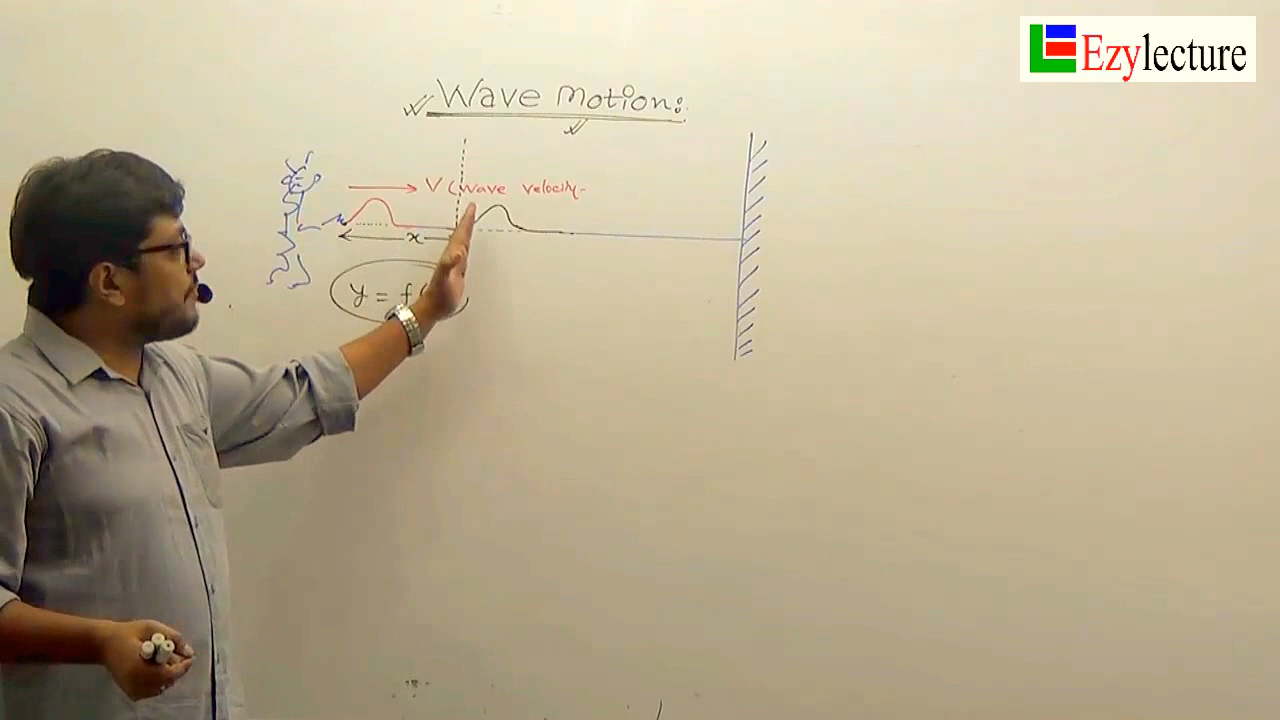 Ezylecture
Wave motion:
V (wave velocity
x
y = f(